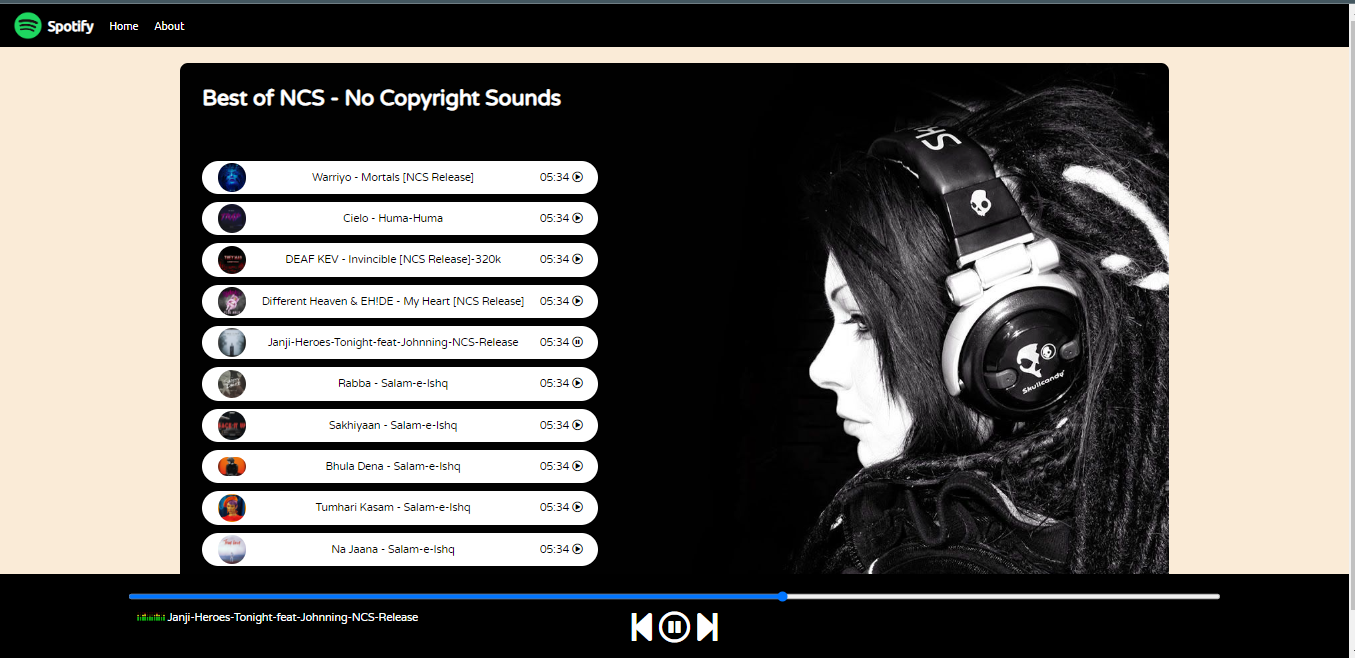 Spotify Home About
Best of NCS - No Copyright Sounds
Warriyo - Mortals [NCS Release] 05:34
Cielo - Huma-Huma 05:34
DEAF KEV - Invincible [NCS Release]-320k 05:34
Different Heaven & EH!DE - My Heart [NCS Release] 05:34
Janji-Heroes-Tonight-feat-Johnning-NCS-Release 05:34
Rabba - Salam-e-Ishq 05:34
Sakhiyaan - Salam-e-Ishq 05:34
Bhula Dena - Salam-e-Ishq 05:34
Tumhari Kasam - Salam-e-Ishq 05:34
Na Jaana - Salam-e-Ishq 05:34
Skullcandy
Janji-Heroes-Tonight-feat-Johnning-NCS-Release